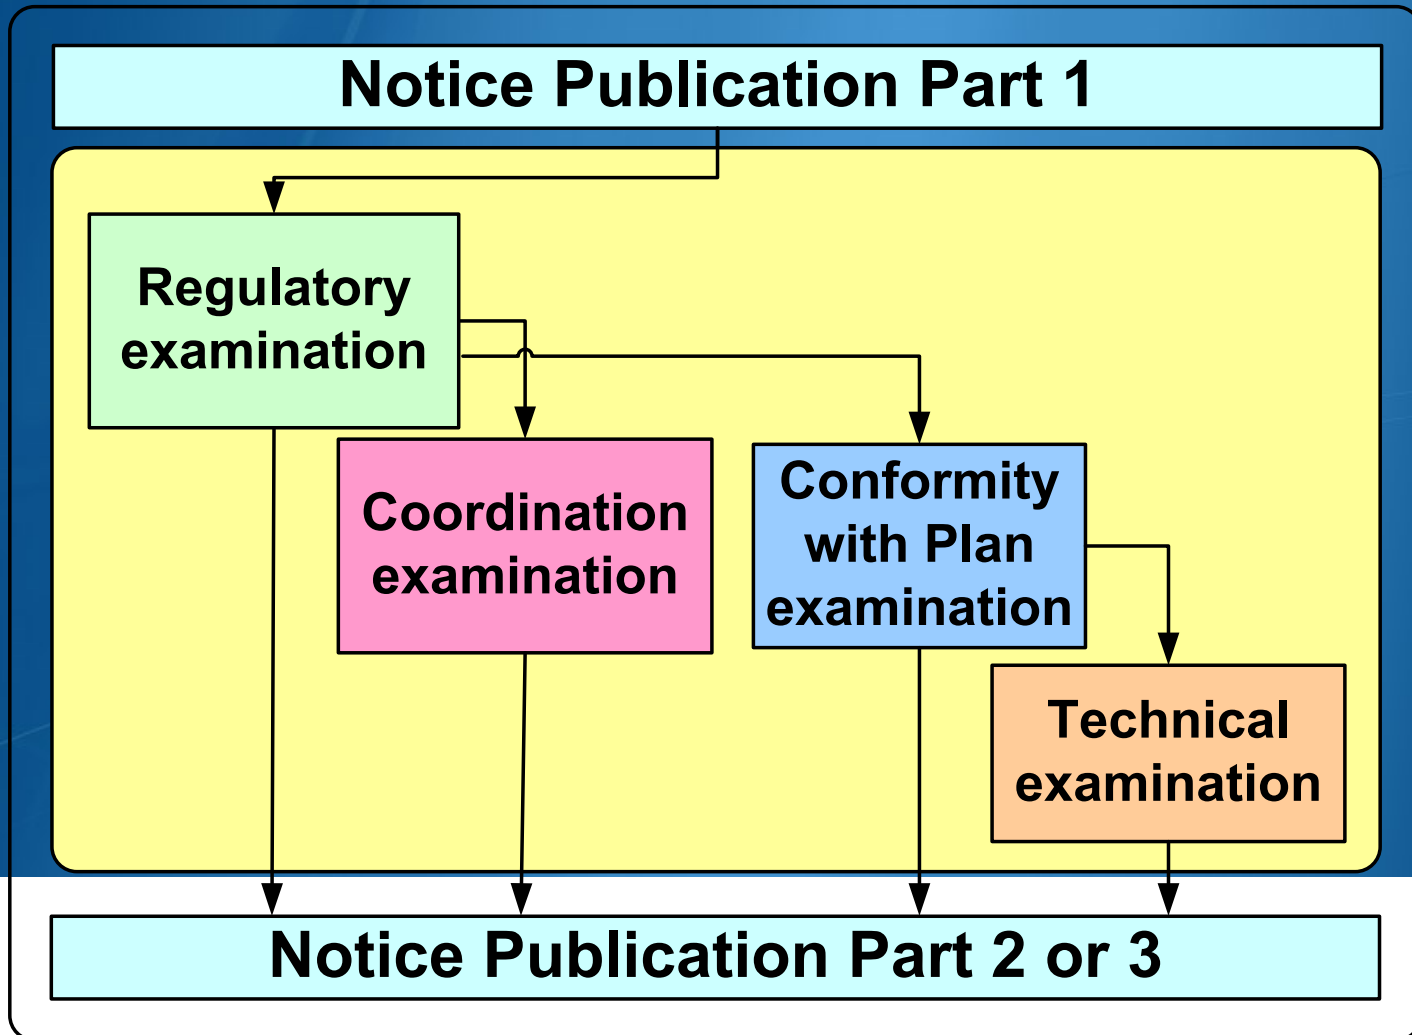 Notice Publication Part 1
Regulatory
examination
Coordination
examination
Conformity
with Plan
examination
Technical
examination
Notice Publication Part 2 or 3